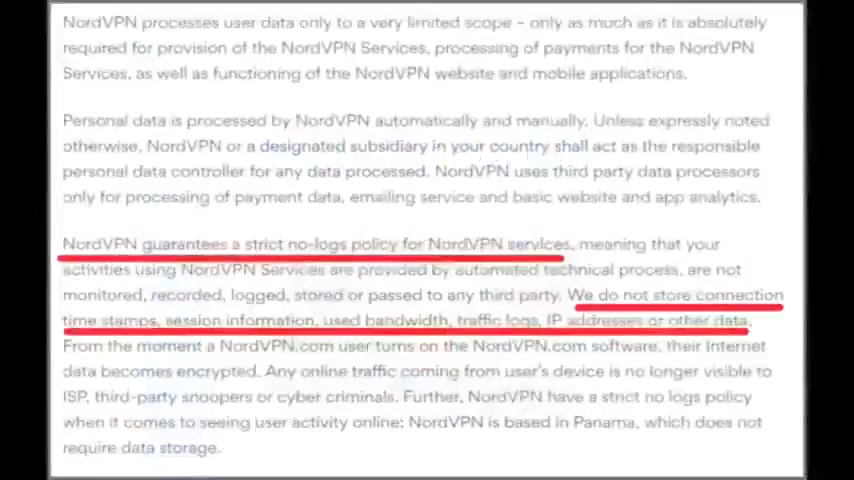 NordVPN processes user data only to a very limited scope – only as much as it is absolutely
required for provision of the NordVPN Services, processing of payments for the NordVPN
Services, as well as functioning of the NordVPN website and mobile applications.
Personal data is processed by NordVPN automatically and manually. Unless expressly noted
otherwise, NordVPN or a designated subsidiary in your country shall act as the responsible
personal data controller for any data processed. NordVPN uses third party data processors
only for processing of payment data, emailing service and basic website and app analytics.
NordVPN guarantees a strict no-logs policy for NordVPN services, meaning that your
activities using NordVPN Services are provided by automated technical process, are not
monitored, recorded, logged, stored or passed to any third party. We do not store connection
time stamps, session information, used bandwidth, traffic logs, IP addresses or other data.
From the moment a NordVPN.com user turns on the NordVPN.com software, their Internet
data becomes encrypted. Any online traffic coming from user's device is no longer visible to
ISP, third-party snoopers or cyber criminals. Further, NordVPN have a strict no logs policy
when it comes to seeing user activity online: NordVPN is based in Panama, which does not
require data storage.